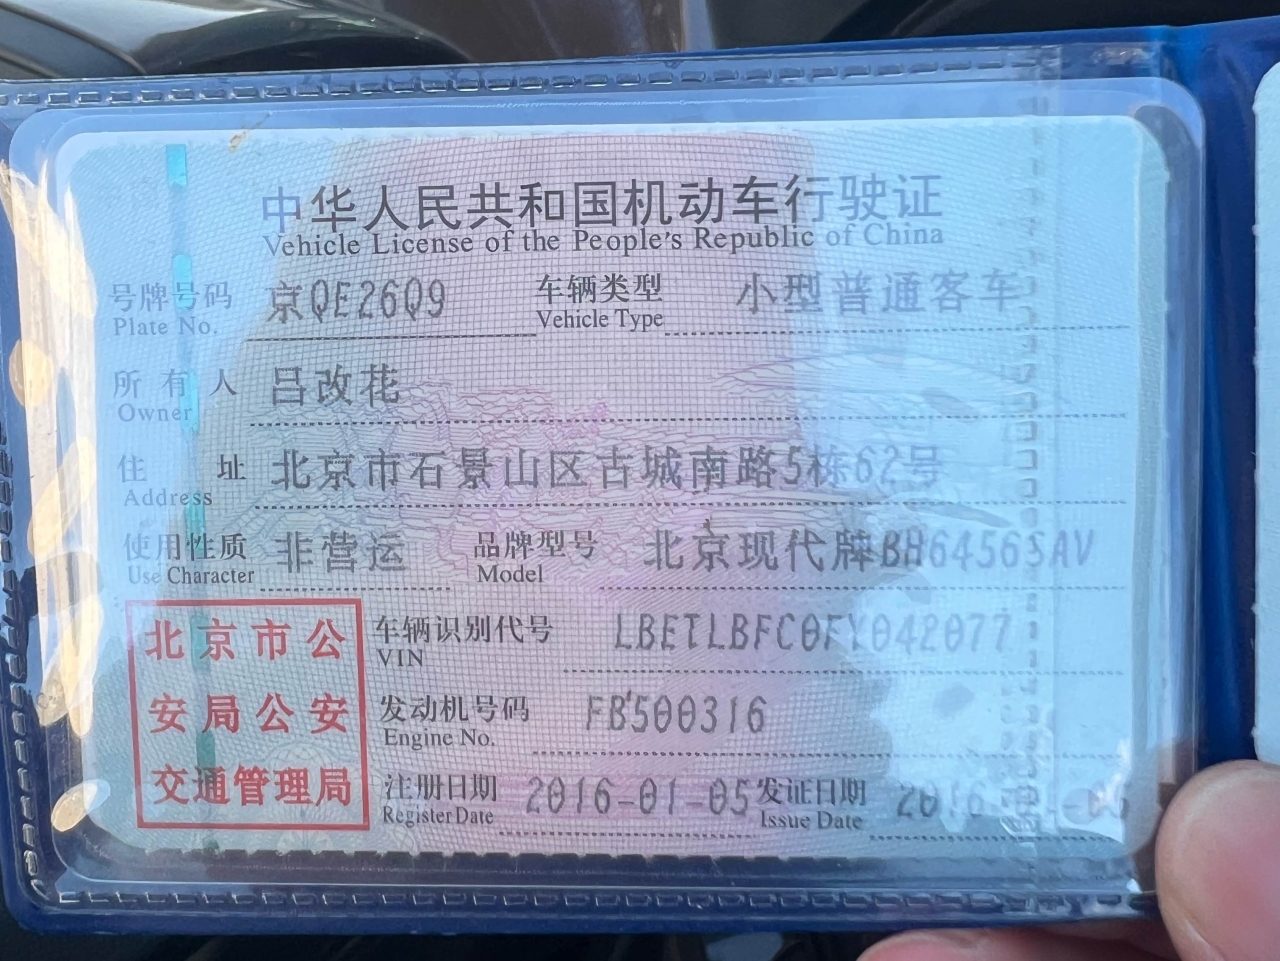 中华人民共和国机动车行驶证
Vehicle License of the People's Republic of China
号牌号码 京QE26Q9 车辆类型 小型普通客车
Plate No. Vehicle Type
所有人 吕改花
Owner
住址 北京市石景山区古城南路5栋62号
Address
使用性质 非营运 品牌型号 北京现代牌BH6456SAV
Use Character Model
车辆识别代号 LBETLBFC0FY042077
VIN
发动机号码 FB500316
Engine No.
注册日期 2016-01-05 发证日期
Register Date Issue Date
北京市公
安局公安
交通管理局